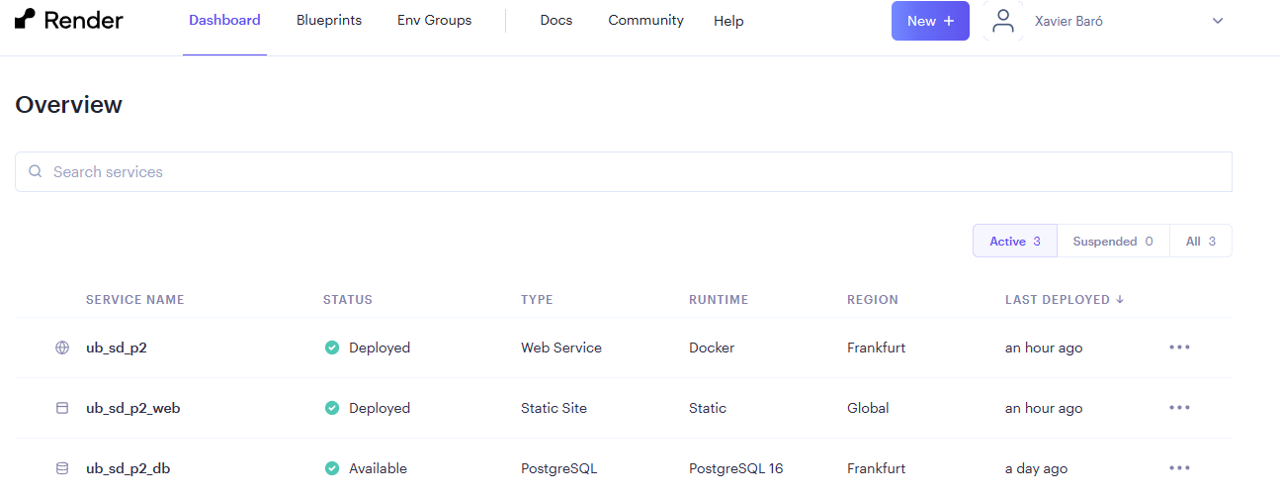 Render Dashboard Blueprints Env Groups Docs Community Help New + Xavier Baró
Overview
Search services
Active 3 Suspended 0 All 3
SERVICE NAME STATUS TYPE RUNTIME REGION LAST DEPLOYED ↓
ub_sd_p2 Deployed Web Service Docker Frankfurt an hour ago •••
ub_sd_p2_web Deployed Static Site Static Global an hour ago •••
ub_sd_p2_db Available PostgreSQL PostgreSQL 16 Frankfurt a day ago •••